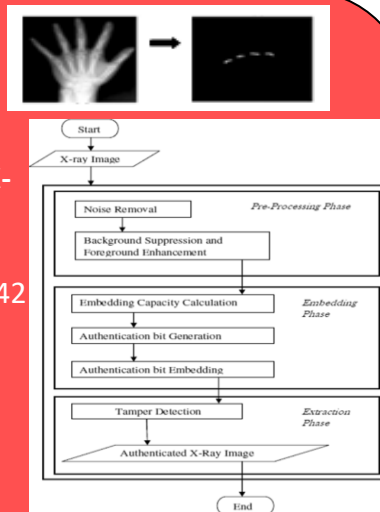 Start
X-ray Image
-
42
Noise Removal
Pre-Processing Phase
Background Suppression and
Foreground Enhancement
Embedding Capacity Calculation
Embedding
Phase
Authentication bit Generation
Authentication bit Embedding
Tamper Detection
Extraction
Phase
Authenticated X-Ray Image
End